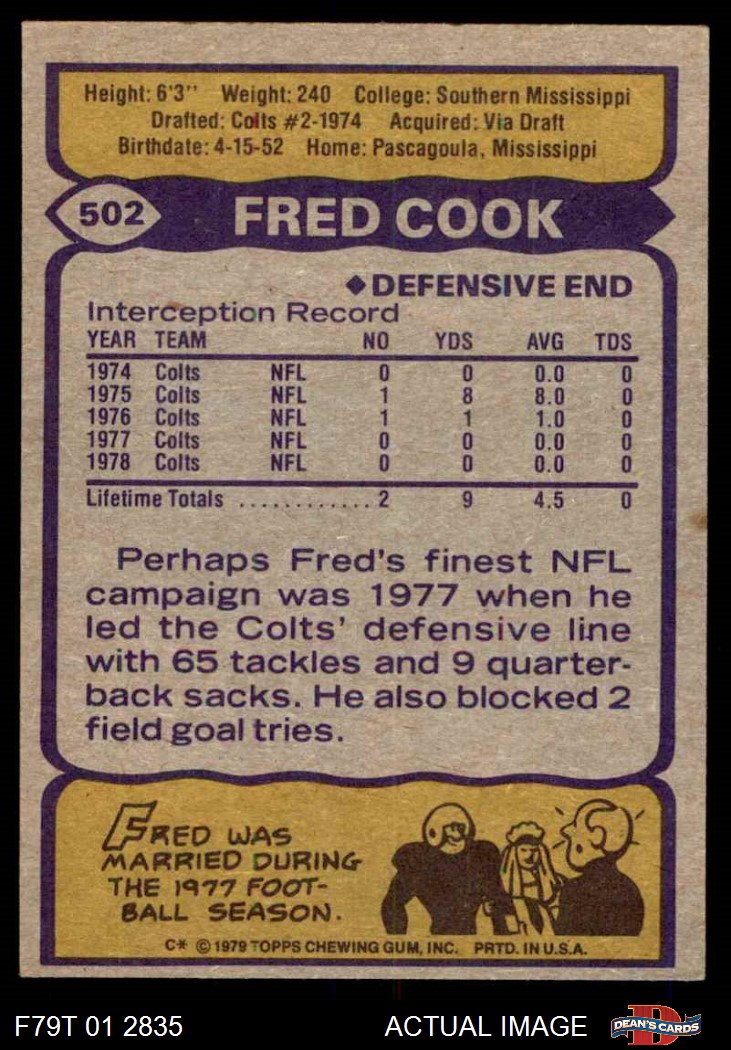 Height: 6'3'' Weight: 240 College: Southern Mississippi
Drafted: Colts #2-1974 Acquired: Via Draft
Birthdate: 4-15-52 Home: Pascagoula, Mississippi
502 FRED COOK
◆DEFENSIVE END
Interception Record
YEAR TEAM NO YDS AVG TDS
1974 Colts NFL 0 0 0.0 0
1975 Colts NFL 1 8 8.0 0
1976 Colts NFL 1 1 1.0 0
1977 Colts NFL 0 0 0.0 0
1978 Colts NFL 0 0 0.0 0
Lifetime Totals ............ 2 9 4.5 0
Perhaps Fred's finest NFL
campaign was 1977 when he
led the Colts' defensive line
with 65 tackles and 9 quarter-
back sacks. He also blocked 2
field goal tries.
FRED WAS
MARRIED DURING
THE 1977 FOOT-
BALL SEASON.
C* © 1979 TOPPS CHEWING GUM, INC. PRTD. IN U.S.A.
F79T 01 2835 ACTUAL IMAGE D DEAN'S CARDS